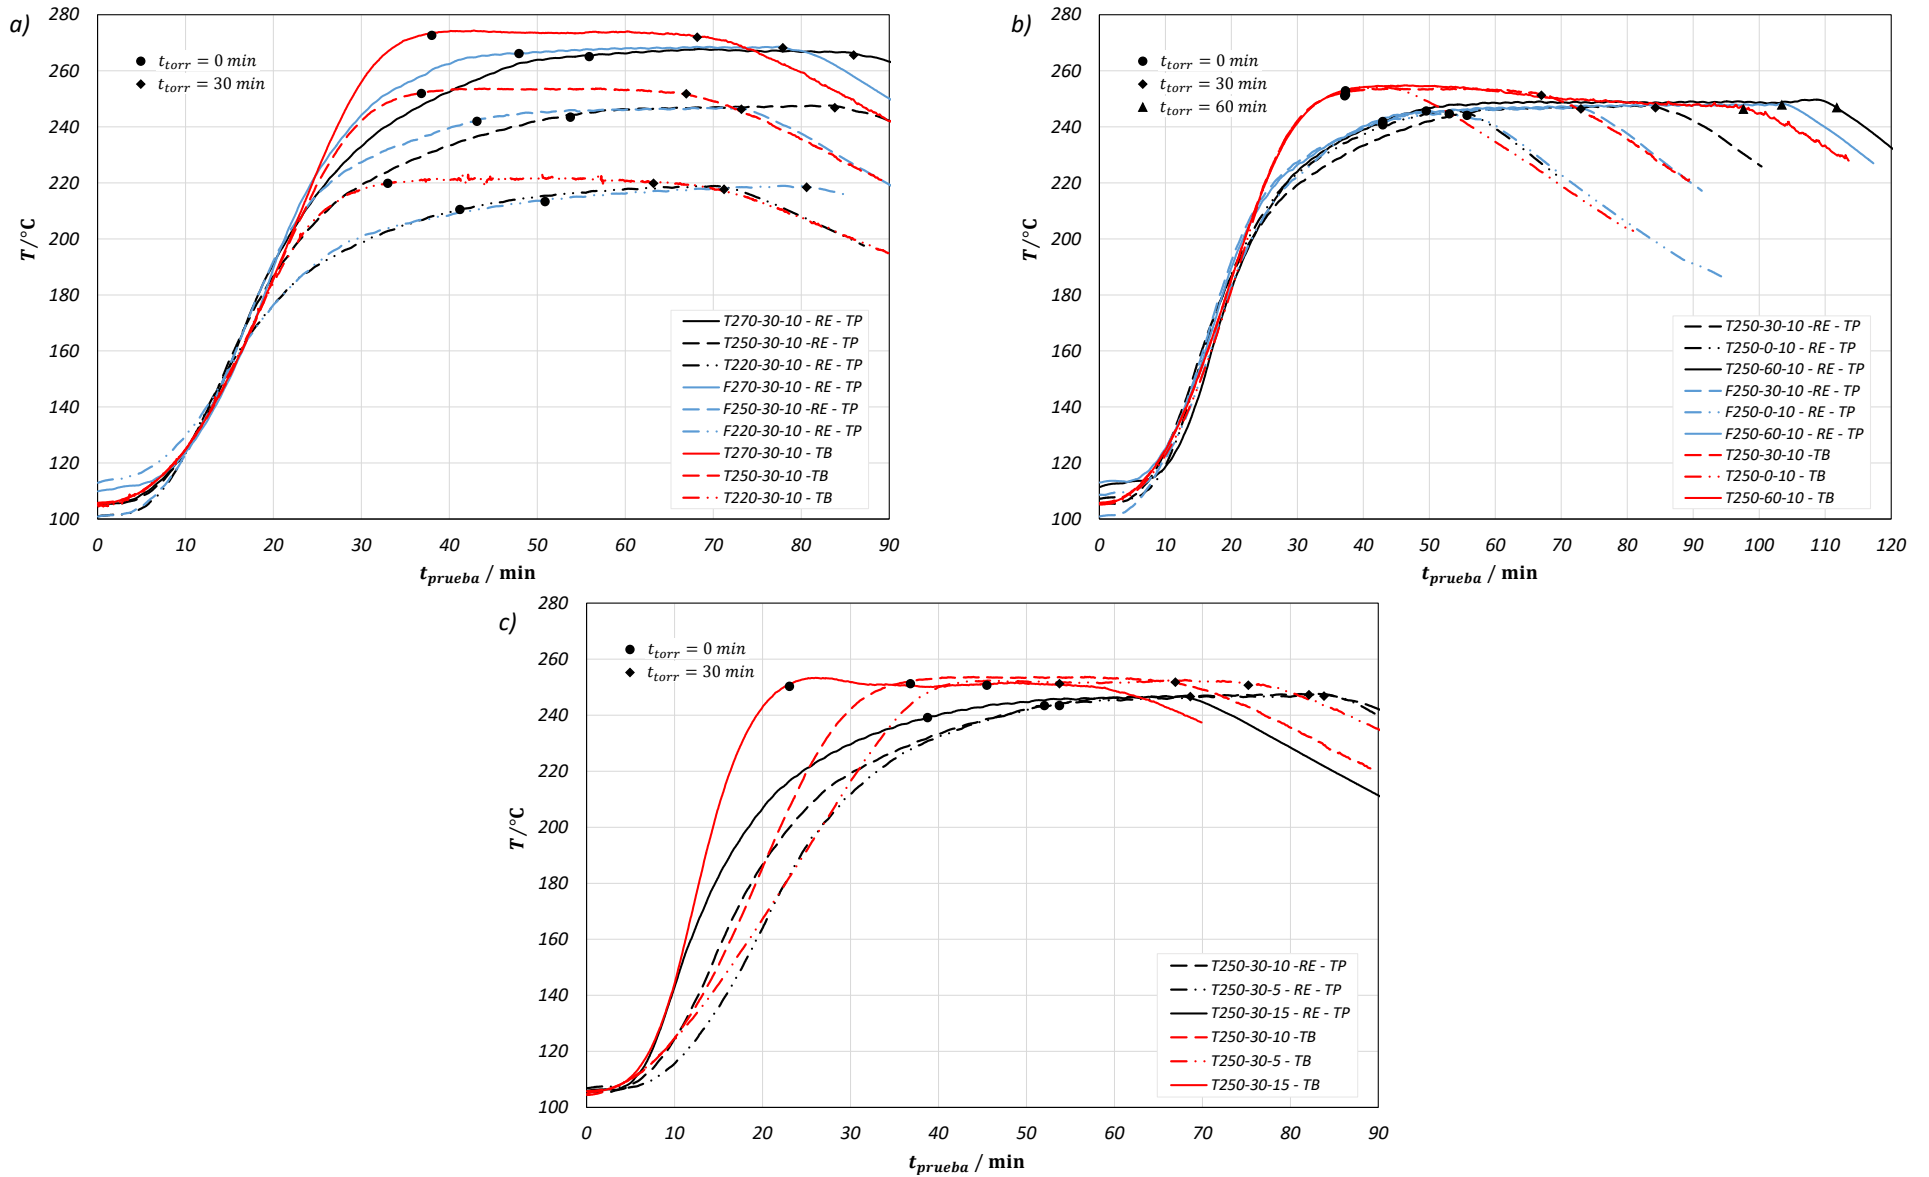 a)
280
260
240
220
200
180
160
140
120
100
T /°C
● t_torr = 0 min
◆ t_torr = 30 min
T270-30-10 - RE - TP
T250-30-10 -RE - TP
T220-30-10 - RE - TP
F270-30-10 - RE - TP
F250-30-10 -RE - TP
F220-30-10 - RE - TP
T270-30-10 - TB
T250-30-10 -TB
T220-30-10 - TB
0 10 20 30 40 50 60 70 80 90
t_prueba / min
b)
280
260
240
220
200
180
160
140
120
100
T /°C
● t_torr = 0 min
◆ t_torr = 30 min
▲ t_torr = 60 min
T250-30-10 -RE - TP
T250-0-10 - RE - TP
T250-60-10 - RE - TP
F250-30-10 -RE - TP
F250-0-10 - RE - TP
F250-60-10 - RE - TP
T250-30-10 -TB
T250-0-10 - TB
T250-60-10 - TB
0 10 20 30 40 50 60 70 80 90 100 110 120
t_prueba / min
c)
280
260
240
220
200
180
160
140
120
100
T /°C
● t_torr = 0 min
◆ t_torr = 30 min
T250-30-10 -RE - TP
T250-30-5 - RE - TP
T250-30-15 - RE - TP
T250-30-10 -TB
T250-30-5 - TB
T250-30-15 - TB
0 10 20 30 40 50 60 70 80 90
t_prueba / min